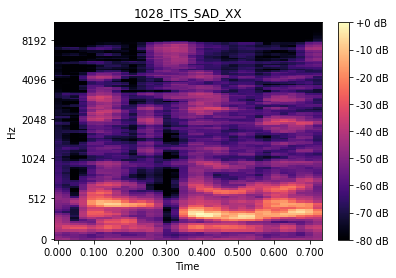 1028_ITS_SAD_XX
8192
4096
2048
1024
512
0
Hz
0.000 0.100 0.200 0.300 0.400 0.500 0.600 0.700
Time
+0 dB
-10 dB
-20 dB
-30 dB
-40 dB
-50 dB
-60 dB
-70 dB
-80 dB